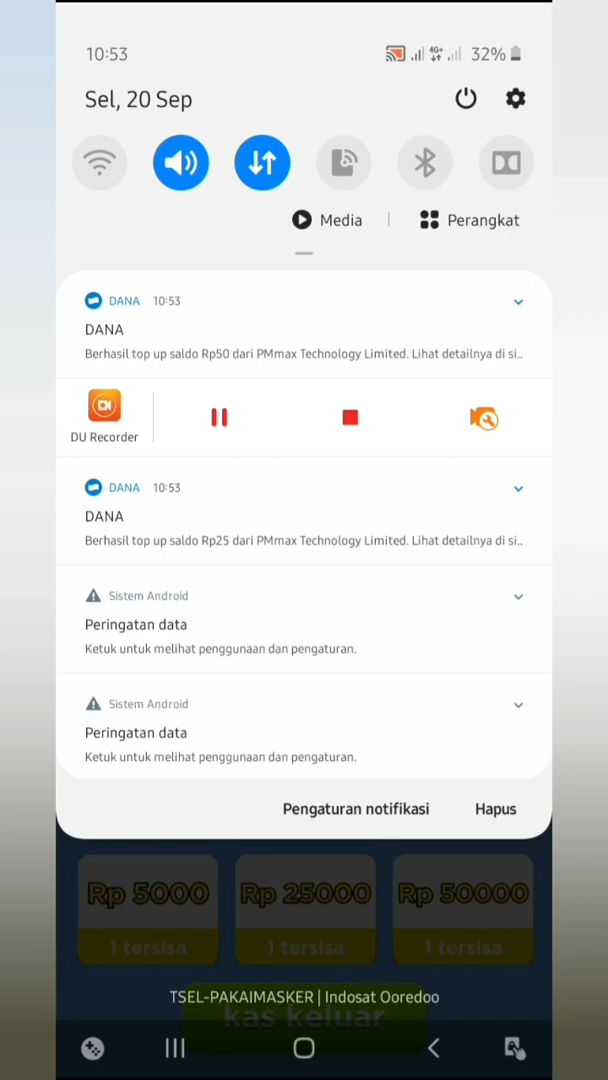 10:53
4G+ 32%
Sel, 20 Sep
Media | Perangkat
DANA 10:53
DANA
Berhasil top up saldo Rp50 dari PMmax Technology Limited. Lihat detailnya di si..
DU Recorder
DANA 10:53
DANA
Berhasil top up saldo Rp25 dari PMmax Technology Limited. Lihat detailnya di si..
Sistem Android
Peringatan data
Ketuk untuk melihat penggunaan dan pengaturan.
Sistem Android
Peringatan data
Ketuk untuk melihat penggunaan dan pengaturan.
Pengaturan notifikasi Hapus
Rp 5000 Rp 25000 Rp 50000
1 tersisa 1 tersisa 1 tersisa
TSEL-PAKAIMASKER | Indosat Ooredoo
kas keluar